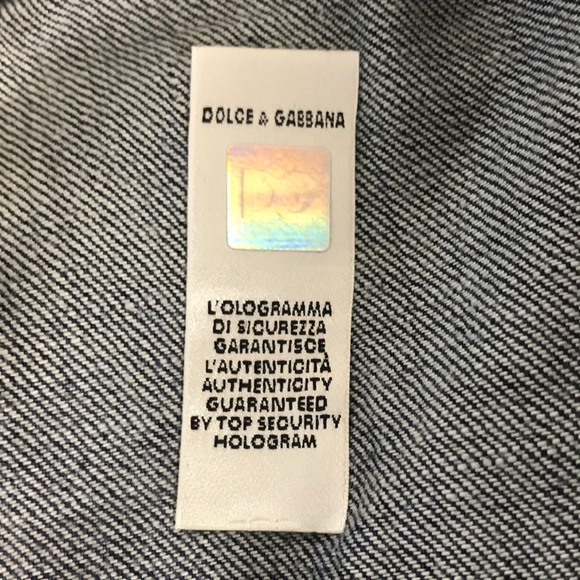 DOLCE & GABBANA
L'OLOGRAMMA
DI SICUREZZA
GARANTISCE
L'AUTENTICITÀ
AUTHENTICITY
GUARANTEED
BY TOP SECURITY
HOLOGRAM